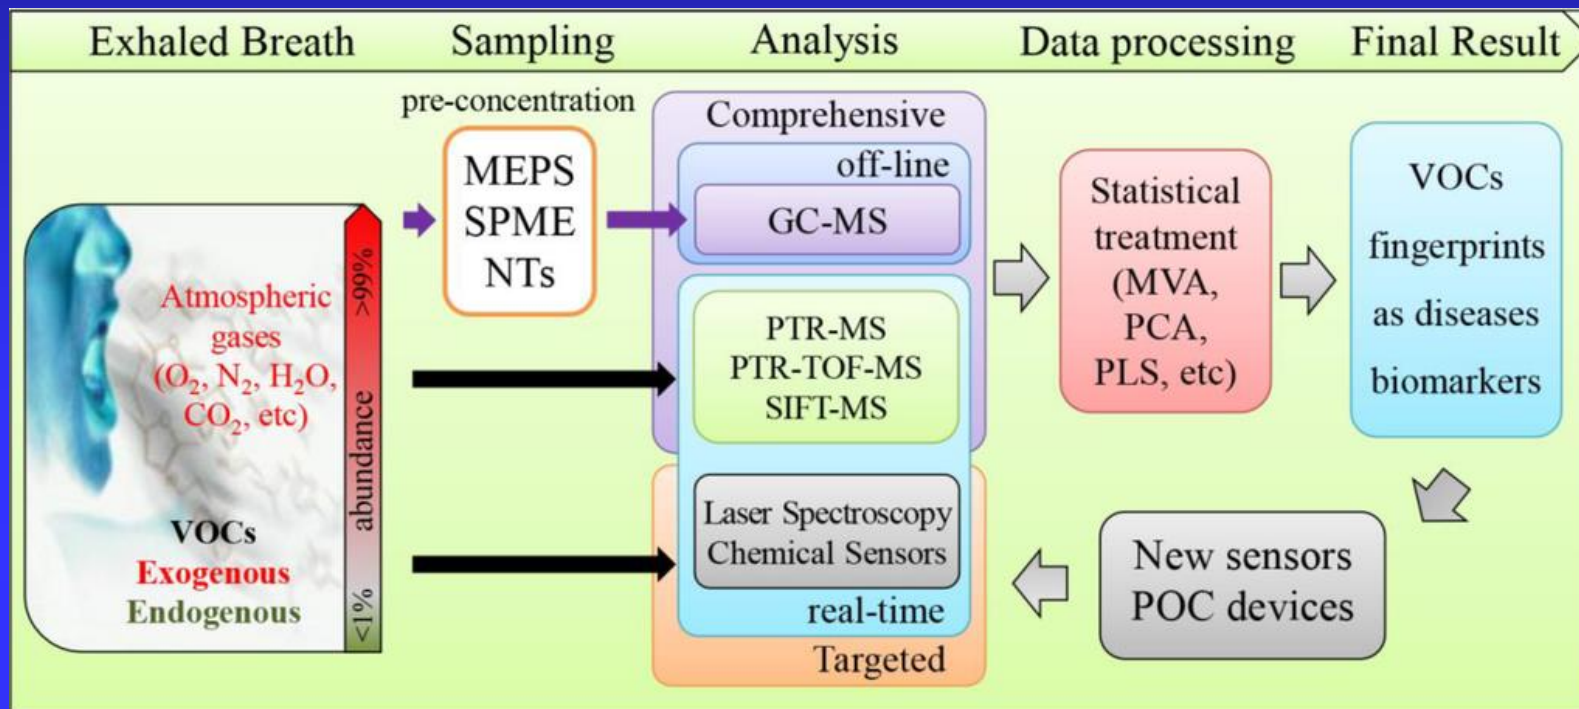 Exhaled Breath
Sampling
Analysis
Data processing
Final Result
Atmospheric
gases
(O₂, N₂, H₂O,
CO₂, etc)
VOCs
Exogenous
Endogenous
>99%
abundance
<1%
pre-concentration
MEPS
SPME
NTs
Comprehensive
off-line
GC-MS
PTR-MS
PTR-TOF-MS
SIFT-MS
Laser Spectroscopy
Chemical Sensors
real-time
Targeted
Statistical
treatment
(MVA,
PCA,
PLS, etc)
VOCs
fingerprints
as diseases
biomarkers
New sensors
POC devices